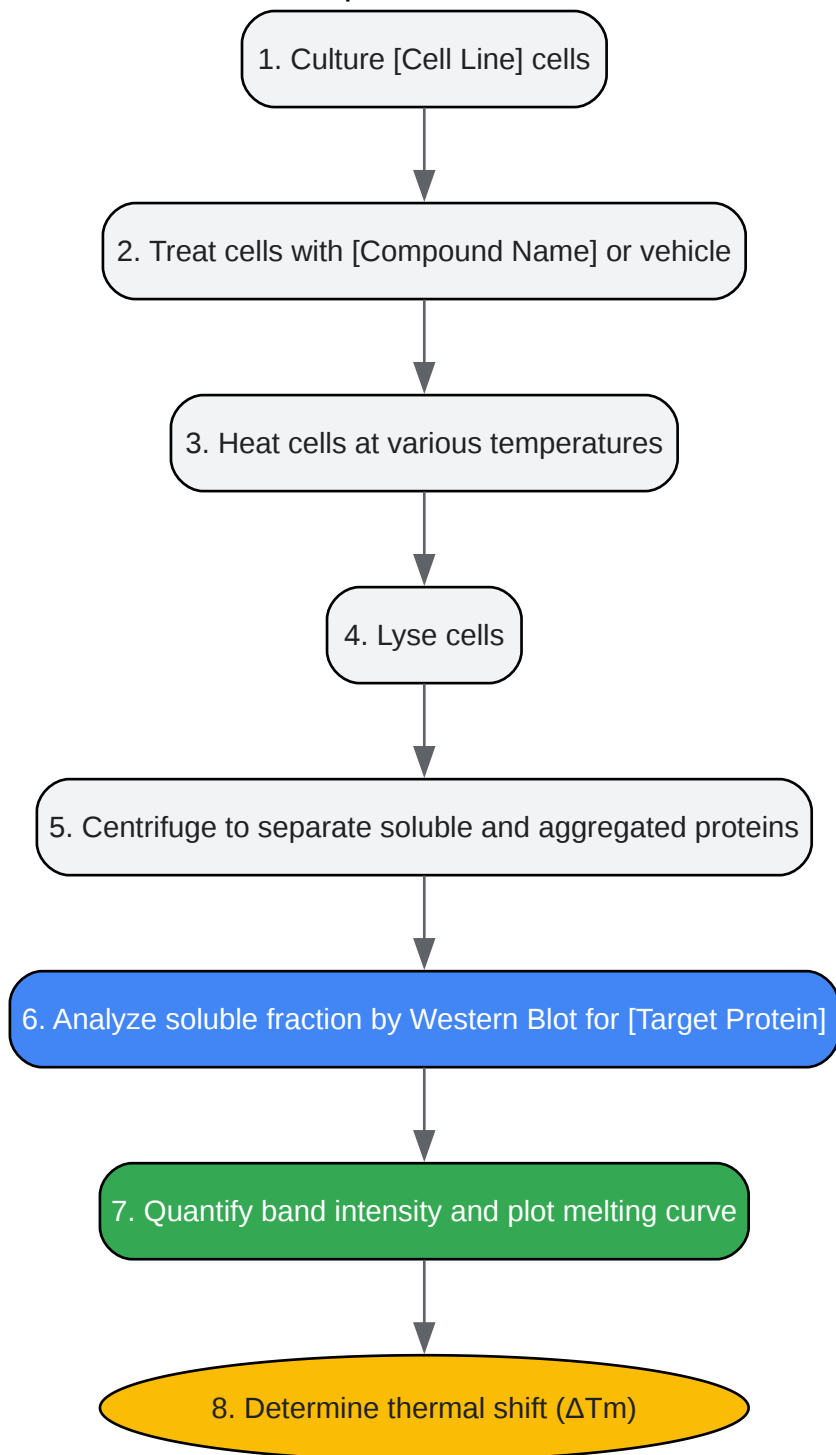 1. Culture [Cell Line] cells
2. Treat cells with [Compound Name] or vehicle
3. Heat cells at various temperatures
4. Lyse cells
5. Centrifuge to separate soluble and aggregated proteins
6. Analyze soluble fraction by Western Blot for [Target Protein]
7. Quantify band intensity and plot melting curve
8. Determine thermal shift (ΔTm)